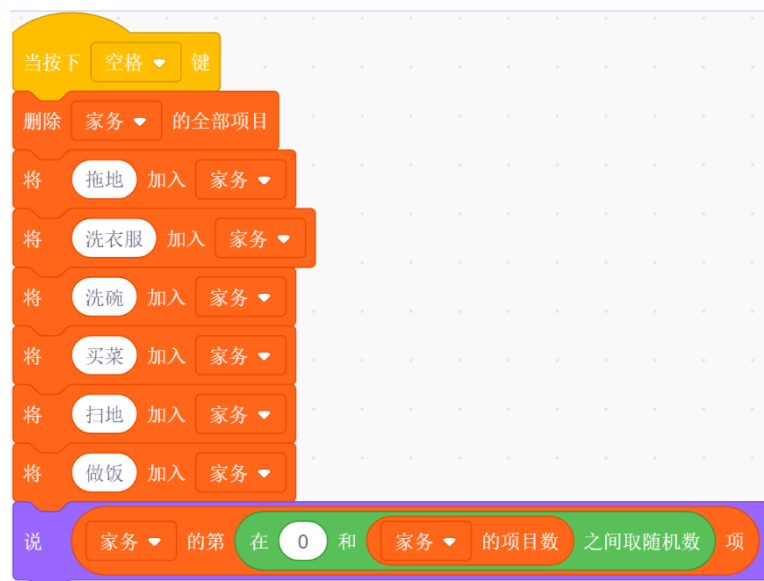 当按下 空格 键
删除 家务 的全部项目
将 拖地 加入 家务
将 洗衣服 加入 家务
将 洗碗 加入 家务
将 买菜 加入 家务
将 扫地 加入 家务
将 做饭 加入 家务
说 家务 的第 在 0 和 家务 的项目数 之间取随机数 项